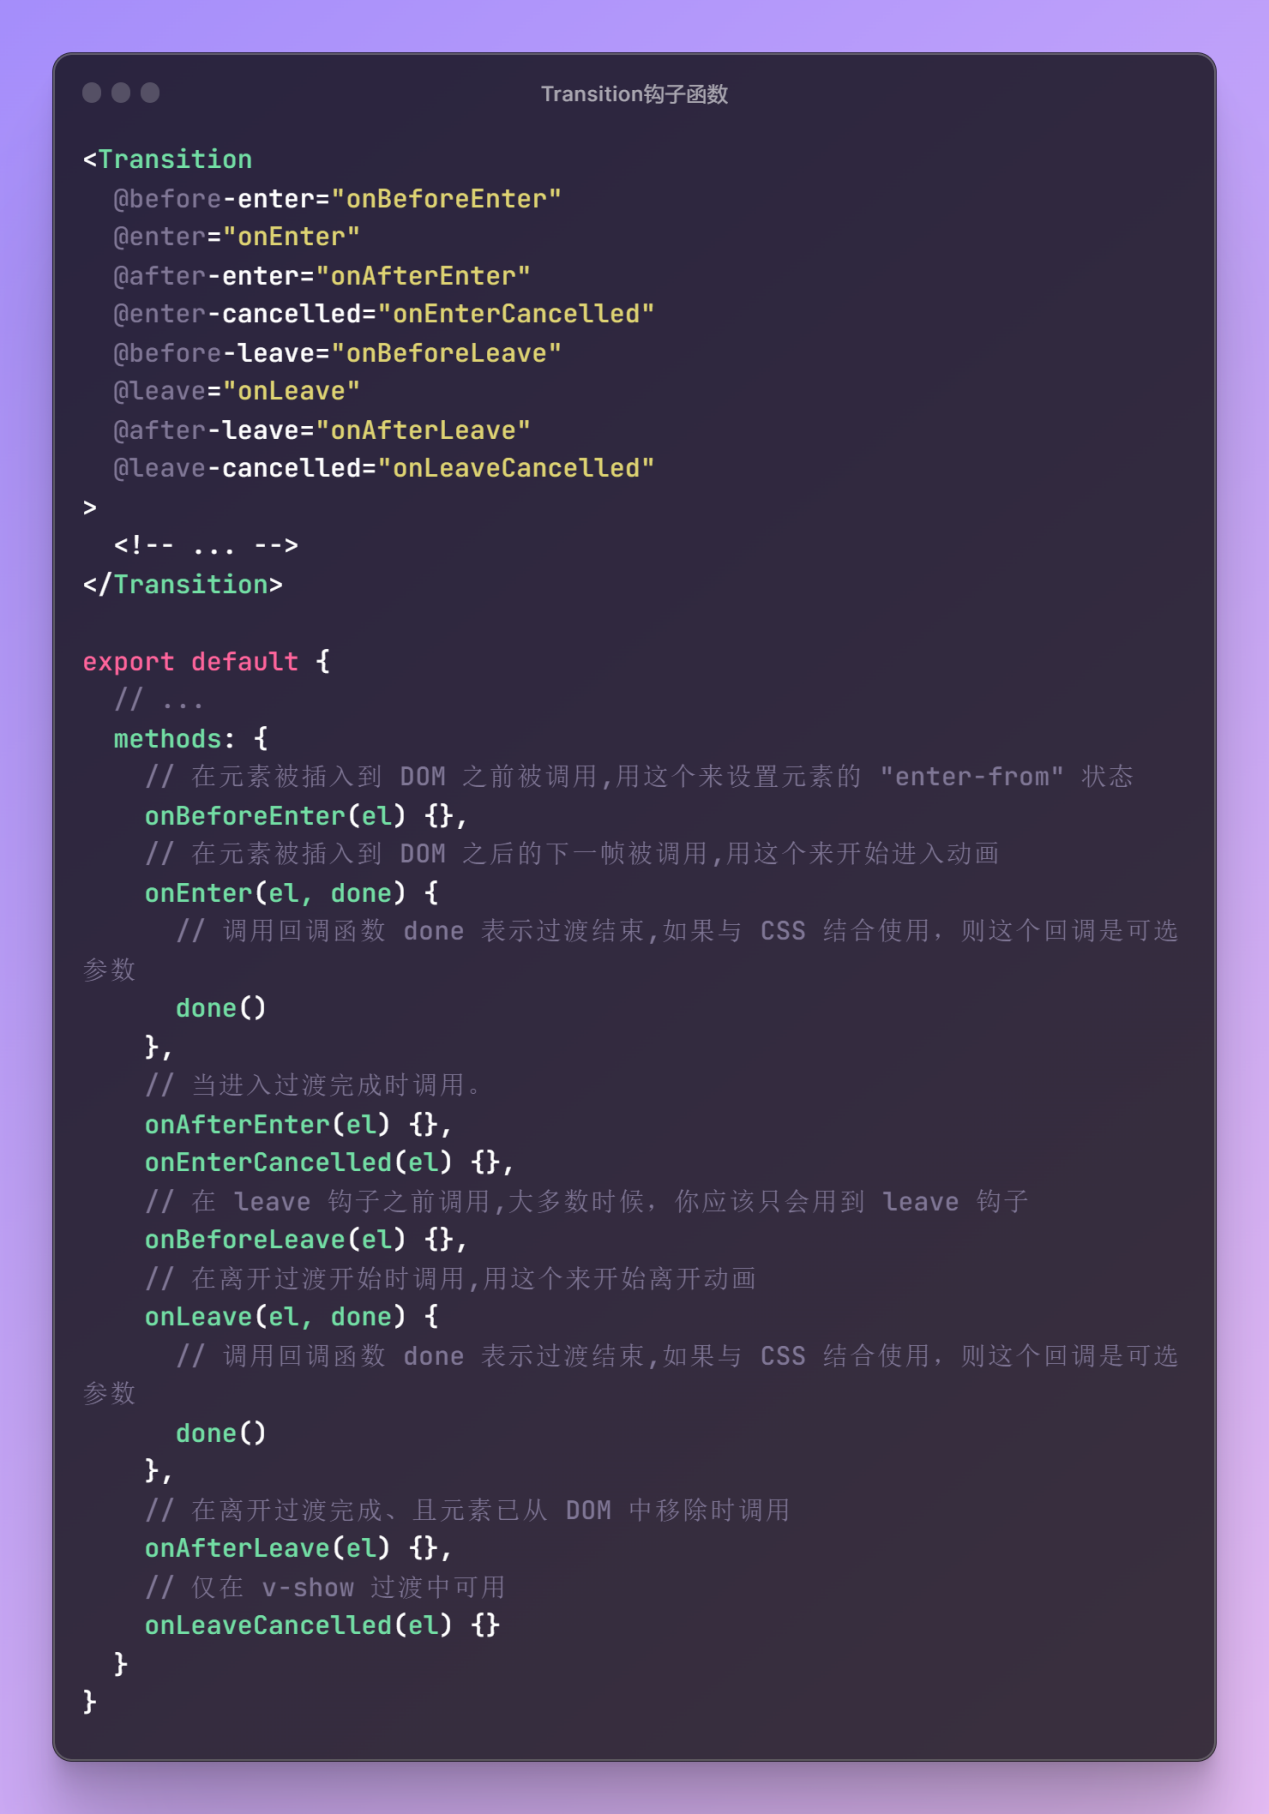 Transition钩子函数
<Transition
  @before-enter="onBeforeEnter"
  @enter="onEnter"
  @after-enter="onAfterEnter"
  @enter-cancelled="onEnterCancelled"
  @before-leave="onBeforeLeave"
  @leave="onLeave"
  @after-leave="onAfterLeave"
  @leave-cancelled="onLeaveCancelled"
>
  <!-- ... -->
</Transition>
export default {
  // ...
  methods: {
    // 在元素被插入到 DOM 之前被调用,用这个来设置元素的 "enter-from" 状态
    onBeforeEnter(el) {},
    // 在元素被插入到 DOM 之后的下一帧被调用,用这个来开始进入动画
    onEnter(el, done) {
      // 调用回调函数 done 表示过渡结束,如果与 CSS 结合使用，则这个回调是可选
参数
      done()
    },
    // 当进入过渡完成时调用。
    onAfterEnter(el) {},
    onEnterCancelled(el) {},
    // 在 leave 钩子之前调用,大多数时候，你应该只会用到 leave 钩子
    onBeforeLeave(el) {},
    // 在离开过渡开始时调用,用这个来开始离开动画
    onLeave(el, done) {
      // 调用回调函数 done 表示过渡结束,如果与 CSS 结合使用，则这个回调是可选
参数
      done()
    },
    // 在离开过渡完成、且元素已从 DOM 中移除时调用
    onAfterLeave(el) {},
    // 仅在 v-show 过渡中可用
    onLeaveCancelled(el) {}
  }
}